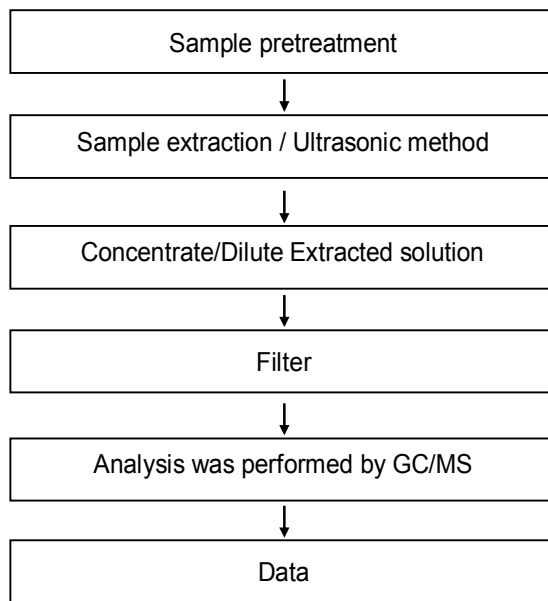 Sample pretreatment
Sample extraction / Ultrasonic method
Concentrate/Dilute Extracted solution
Filter
Analysis was performed by GC/MS
Data